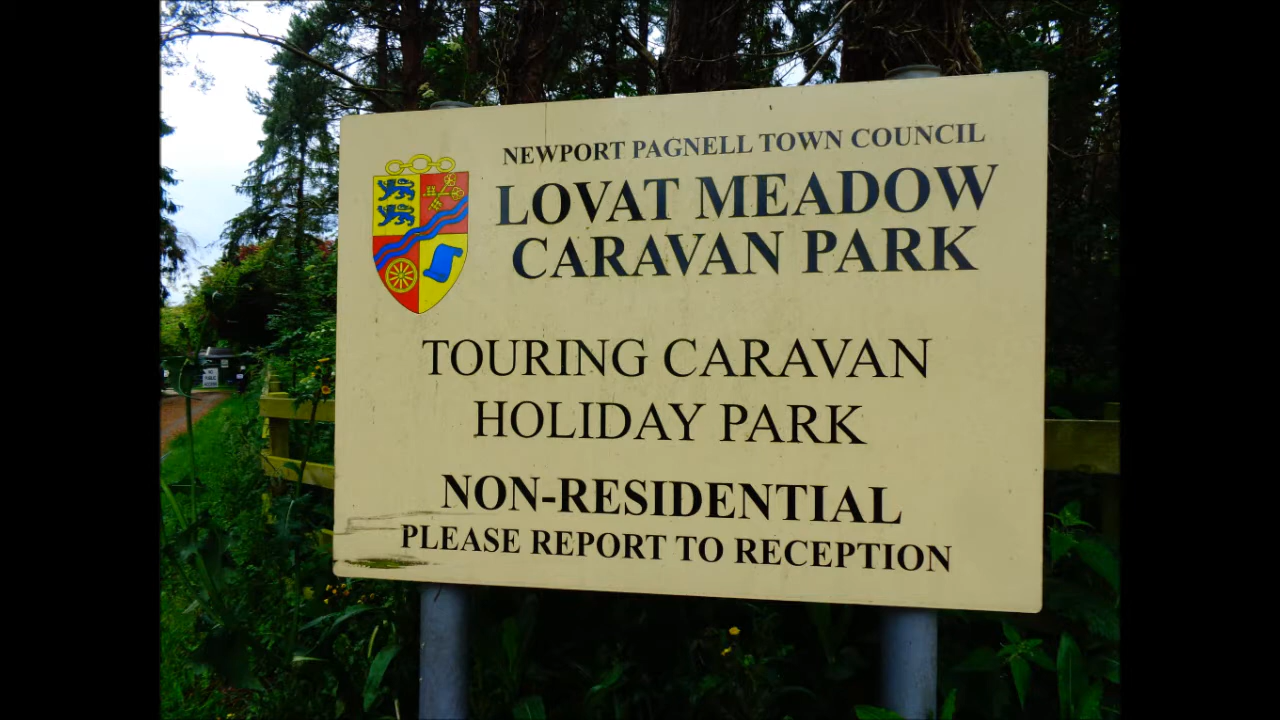 NEWPORT PAGNELL TOWN COUNCIL
LOVAT MEADOW
CARAVAN PARK
TOURING CARAVAN
HOLIDAY PARK
NON-RESIDENTIAL
PLEASE REPORT TO RECEPTION